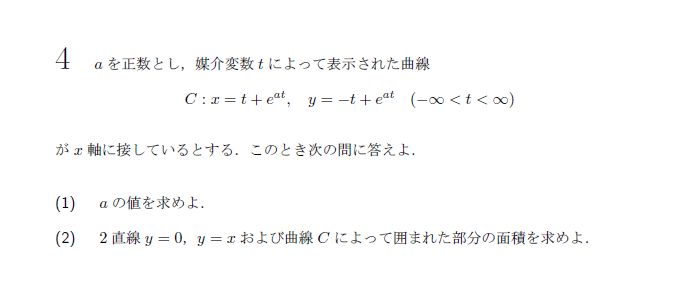 4 a を正数とし，媒介変数 t によって表示された曲線
C : x = t + e^{at}, y = −t + e^{at} (−∞ < t < ∞)
が x 軸に接しているとする．このとき次の問に答えよ．
(1) a の値を求めよ．
(2) 2 直線 y = 0, y = x および曲線 C によって囲まれた部分の面積を求めよ．